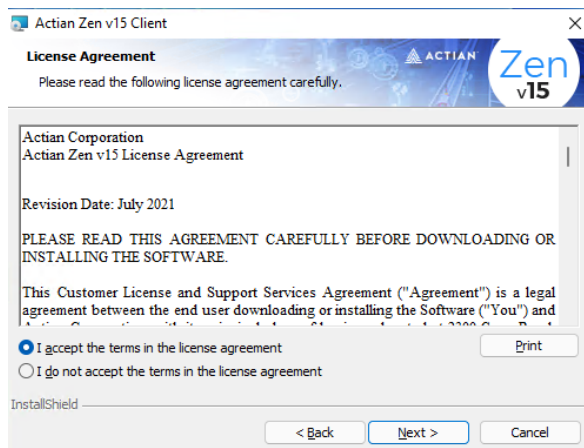 Actian Zen v15 Client
License Agreement
Please read the following license agreement carefully.
ACTIAN
Zen
v15
Actian Corporation
Actian Zen v15 License Agreement
Revision Date: July 2021
PLEASE READ THIS AGREEMENT CAREFULLY BEFORE DOWNLOADING OR
INSTALLING THE SOFTWARE.
This Customer License and Support Services Agreement ("Agreement") is a legal
agreement between the end user downloading or installing the Software ("You") and
I accept the terms in the license agreement
Print
I do not accept the terms in the license agreement
InstallShield
< Back
Next >
Cancel